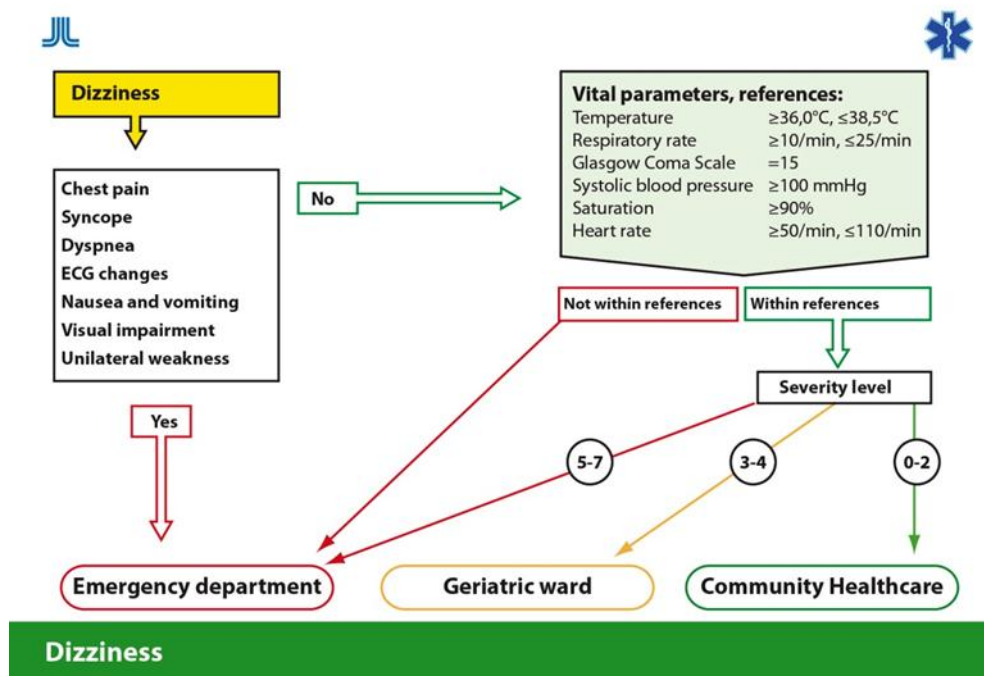 Dizziness
Chest pain
Syncope
Dyspnea
ECG changes
Nausea and vomiting
Visual impairment
Unilateral weakness
No
Yes
Vital parameters, references:
Temperature ≥36,0°C, ≤38,5°C
Respiratory rate ≥10/min, ≤25/min
Glasgow Coma Scale =15
Systolic blood pressure ≥100 mmHg
Saturation ≥90%
Heart rate ≥50/min, ≤110/min
Not within references
Within references
Severity level
5-7
3-4
0-2
Emergency department
Geriatric ward
Community Healthcare
Dizziness